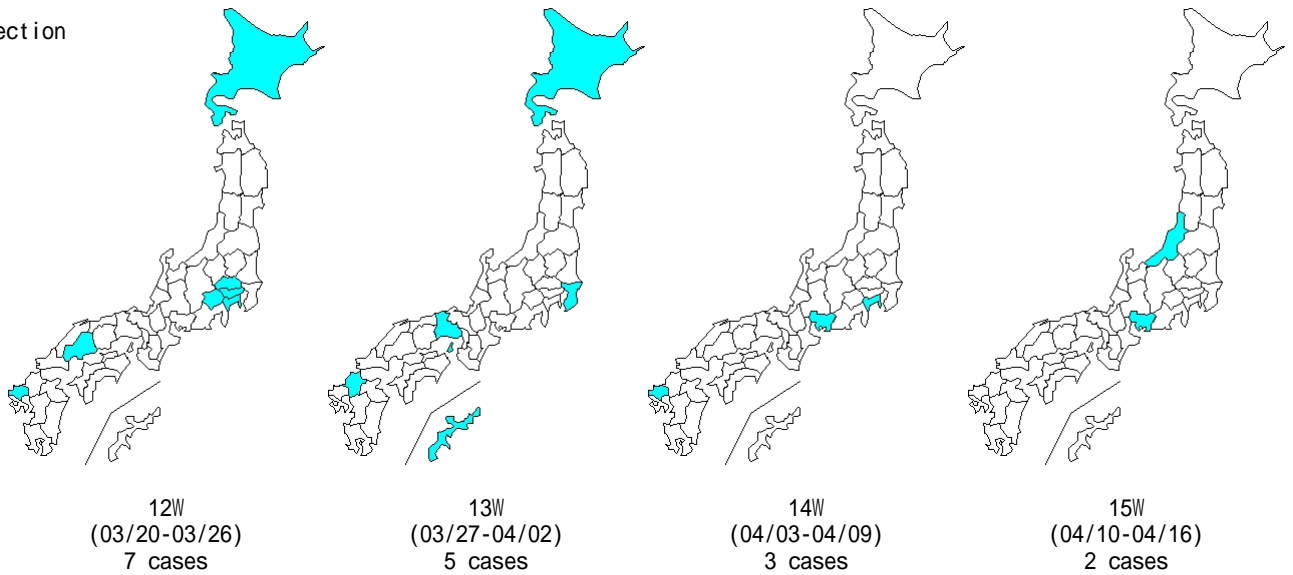 ection
12W
(03/20-03/26)
7 cases
13W
(03/27-04/02)
5 cases
14W
(04/03-04/09)
3 cases
15W
(04/10-04/16)
2 cases